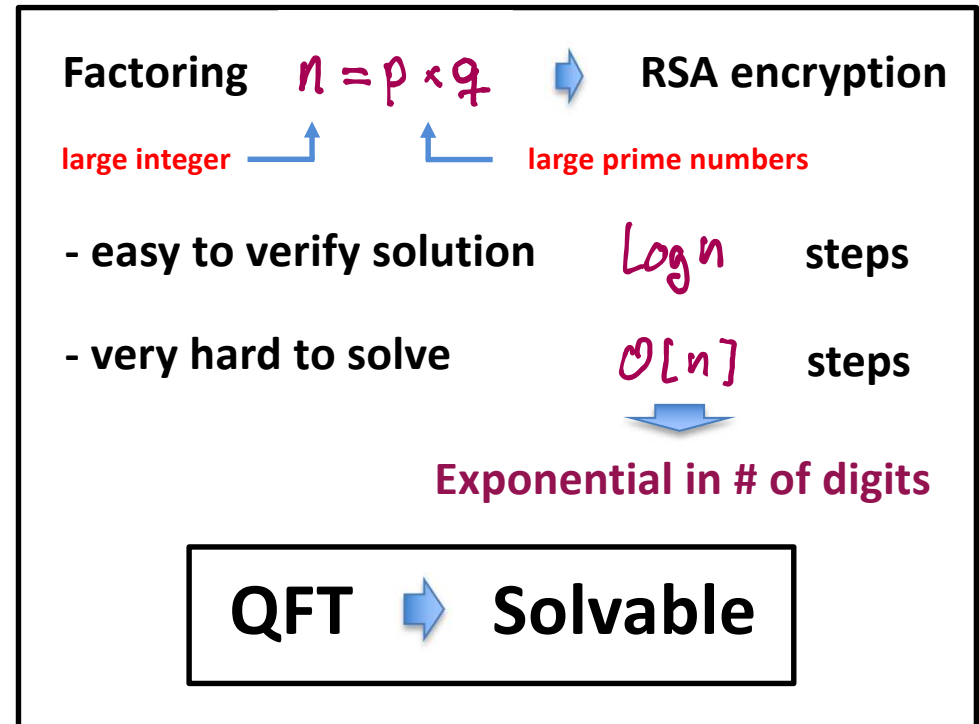 Factoring n = p × q RSA encryption
large integer large prime numbers
- easy to verify solution Log n steps
- very hard to solve O[n] steps
Exponential in # of digits
QFT Solvable